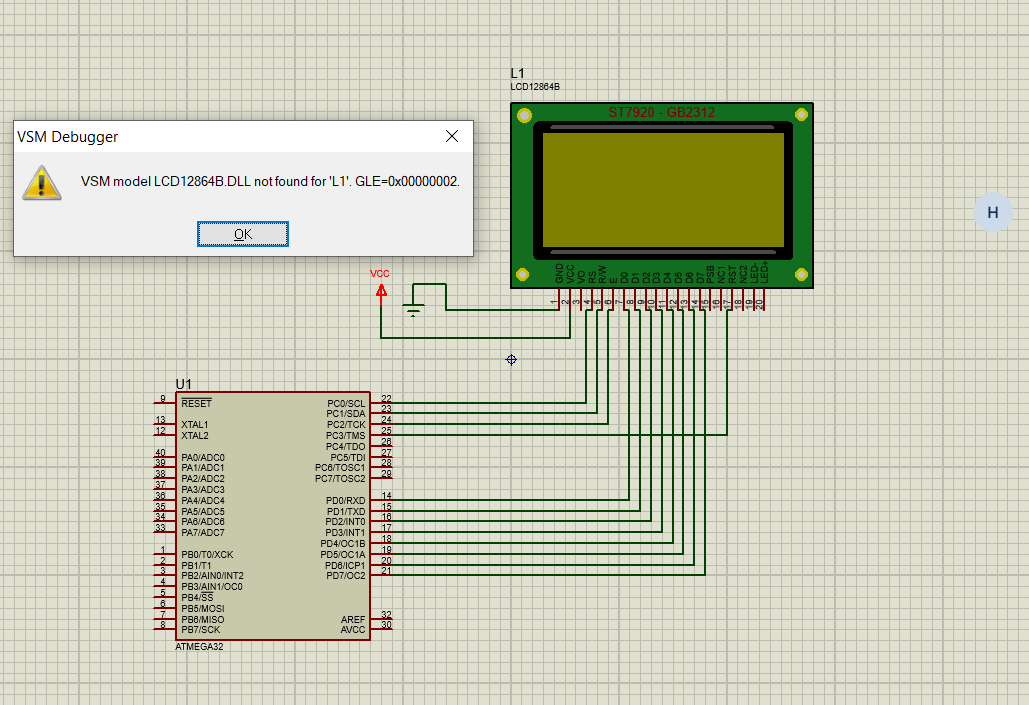 L1
LCD12864B
ST7920 - GB2312
VSM Debugger
VSM model LCD12864B.DLL not found for 'L1'. GLE=0x00000002.
OK
H
GND
VCC
VO
RS
R/W
E
D0
D1
D2
D3
D4
D5
D6
D7
PSB
NC1
RST
NC2
LED-
LED+
1
2
3
4
5
6
7
8
9
10
11
12
13
14
15
16
17
18
19
20
VCC
U1
9 RESET PC0/SCL 22
PC1/SDA 23
13 XTAL1 PC2/TCK 24
12 XTAL2 PC3/TMS 25
PC4/TDO 26
40 PA0/ADC0 PC5/TDI 27
39 PA1/ADC1 PC6/TOSC1 28
38 PA2/ADC2 PC7/TOSC2 29
37 PA3/ADC3
36 PA4/ADC4 PD0/RXD 14
35 PA5/ADC5 PD1/TXD 15
34 PA6/ADC6 PD2/INT0 16
33 PA7/ADC7 PD3/INT1 17
PD4/OC1B 18
1 PB0/T0/XCK PD5/OC1A 19
2 PB1/T1 PD6/ICP1 20
3 PB2/AIN0/INT2 PD7/OC2 21
4 PB3/AIN1/OC0
5 PB4/SS
6 PB5/MOSI
7 PB6/MISO AREF 32
8 PB7/SCK AVCC 30
ATMEGA32